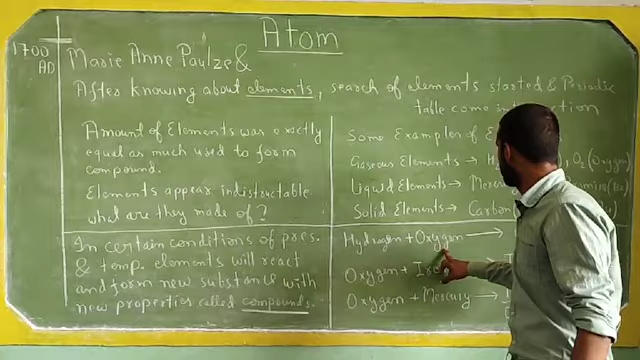 Atom
1700
AD
Marie Anne Paulze &
After knowing about elements, search of elements started & Periodic
table come in
Amount of Elements was exactly
equal as much used to form
compound.
Elements appear indistructable
what are they made of?
In certain conditions of pres.
& temp. elements will react
and form new substance with
new properties called compounds.
Some Examples of E
Gaseous Elements → H , O₂ (Oxygen)
Liquid Elements → Mercu
Solid Elements → Carbon
Hydrogen + Oxygen →
Oxygen + Iro
Oxygen + Mercury →